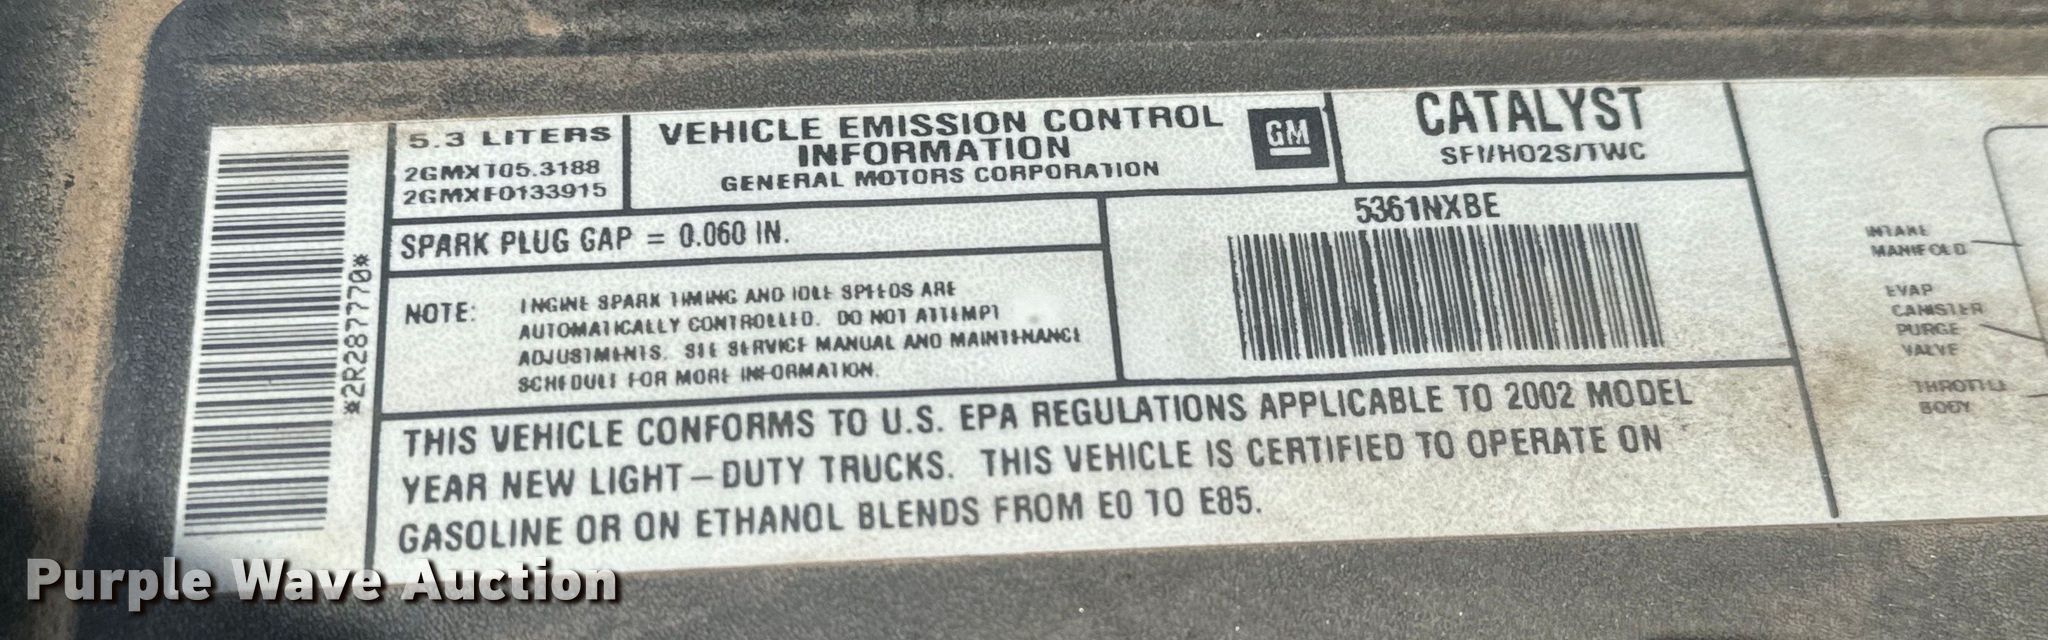 5.3 LITERS
2GMXT05.3188
2GMXF0133915
VEHICLE EMISSION CONTROL
INFORMATION
GENERAL MOTORS CORPORATION
GM
CATALYST
SFI/HO2S/TWC
SPARK PLUG GAP = 0.060 IN.
5361NXBE
NOTE: ENGINE SPARK TIMING AND IDLE SPEEDS ARE
AUTOMATICALLY CONTROLLED. DO NOT ATTEMPT
ADJUSTMENTS. SEE SERVICE MANUAL AND MAINTENANCE
SCHEDULE FOR MORE INFORMATION.
*2R287770*
THIS VEHICLE CONFORMS TO U.S. EPA REGULATIONS APPLICABLE TO 2002 MODEL
YEAR NEW LIGHT-DUTY TRUCKS. THIS VEHICLE IS CERTIFIED TO OPERATE ON
GASOLINE OR ON ETHANOL BLENDS FROM E0 TO E85.
INTAKE
MANIFOLD
EVAP
CANISTER
PURGE
VALVE
THROTTLE
BODY
Purple Wave Auction